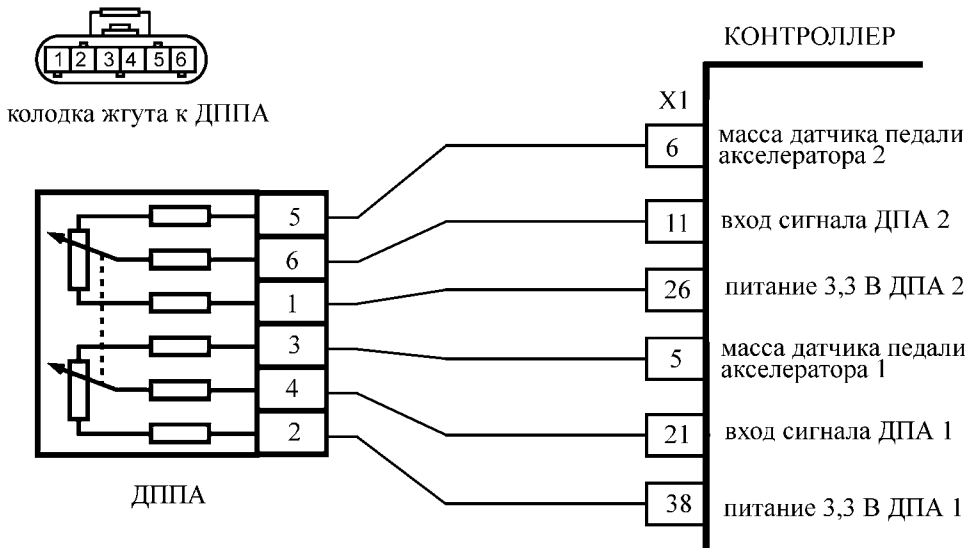 1 2 3 4 5 6
колодка жгута к ДППА
КОНТРОЛЛЕР
X1
5
6
1
3
4
2
ДППА
6
масса датчика педали
акселератора 2
11
вход сигнала ДПА 2
26
питание 3,3 В ДПА 2
5
масса датчика педали
акселератора 1
21
вход сигнала ДПА 1
38
питание 3,3 В ДПА 1